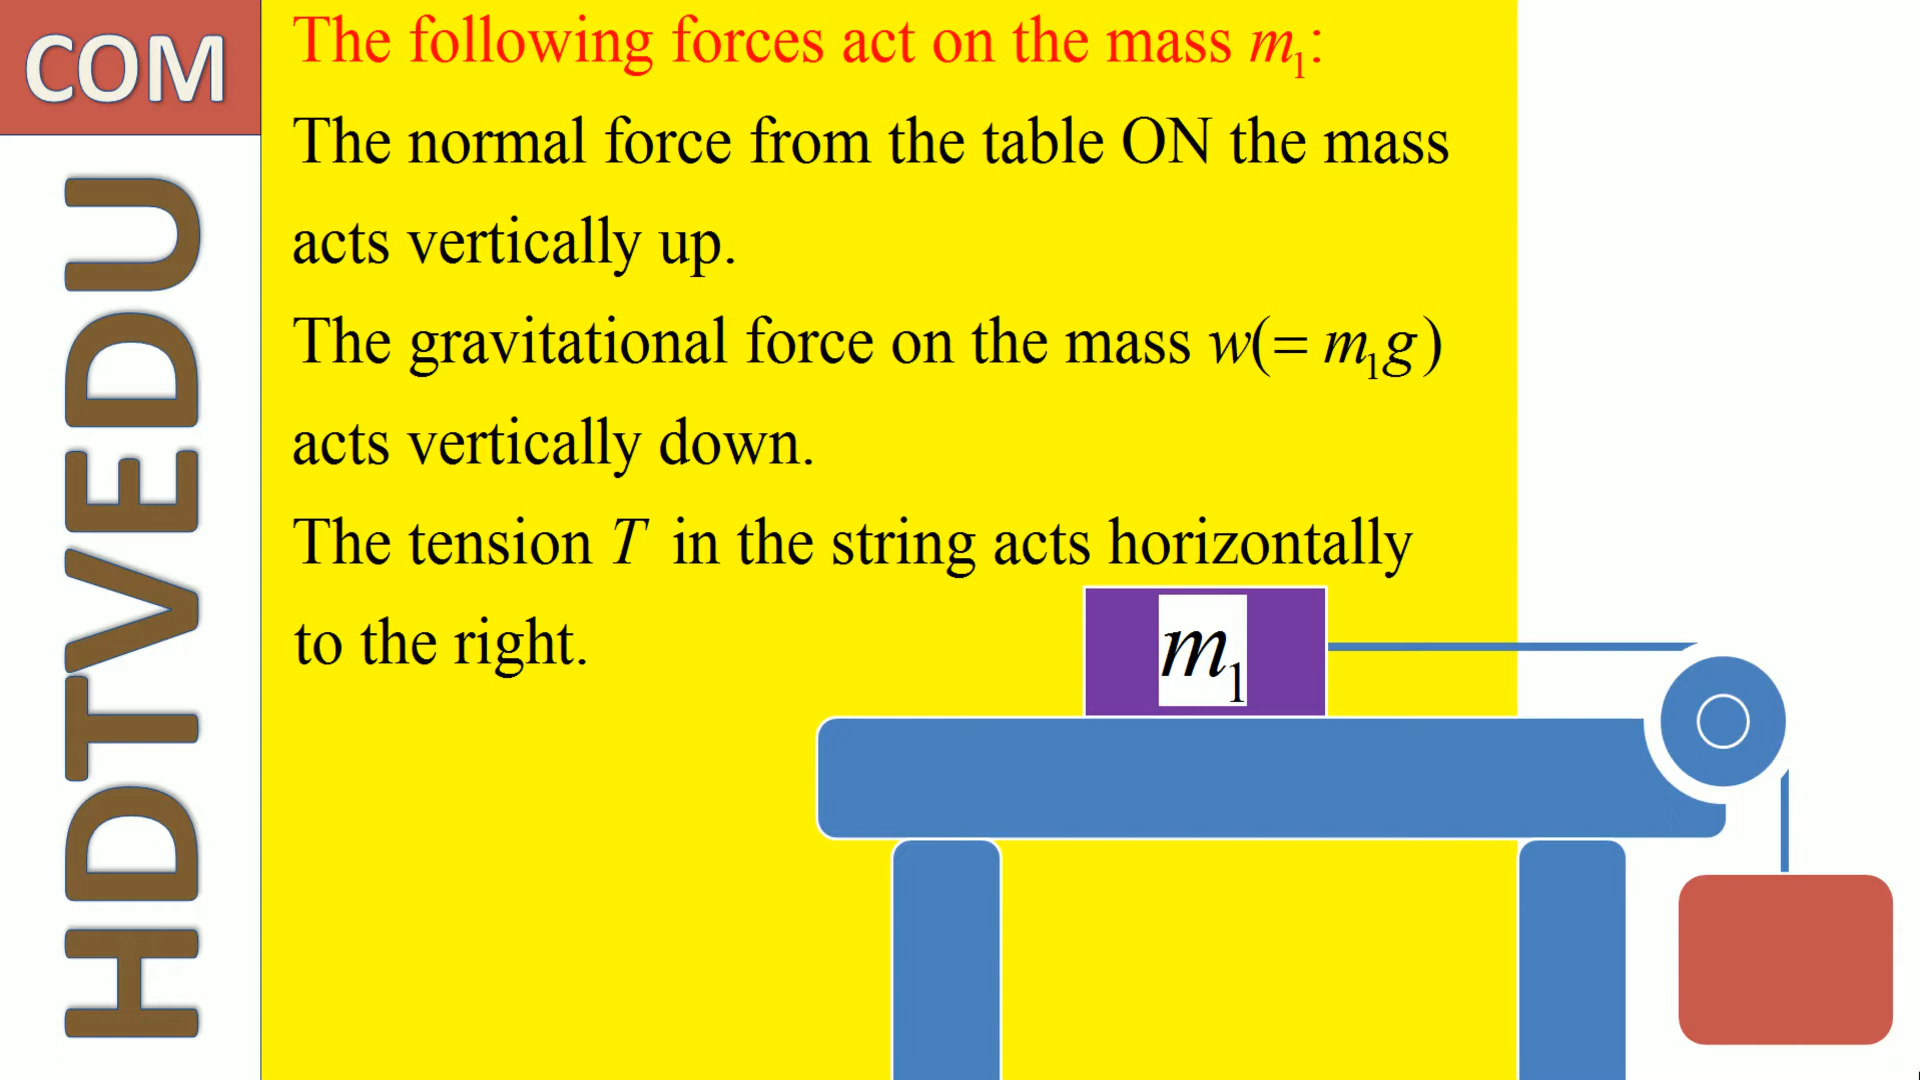 COM
HDTVEDU
The following forces act on the mass m₁:
The normal force from the table ON the mass
acts vertically up.
The gravitational force on the mass w(= m₁g)
acts vertically down.
The tension T in the string acts horizontally
to the right.
m₁